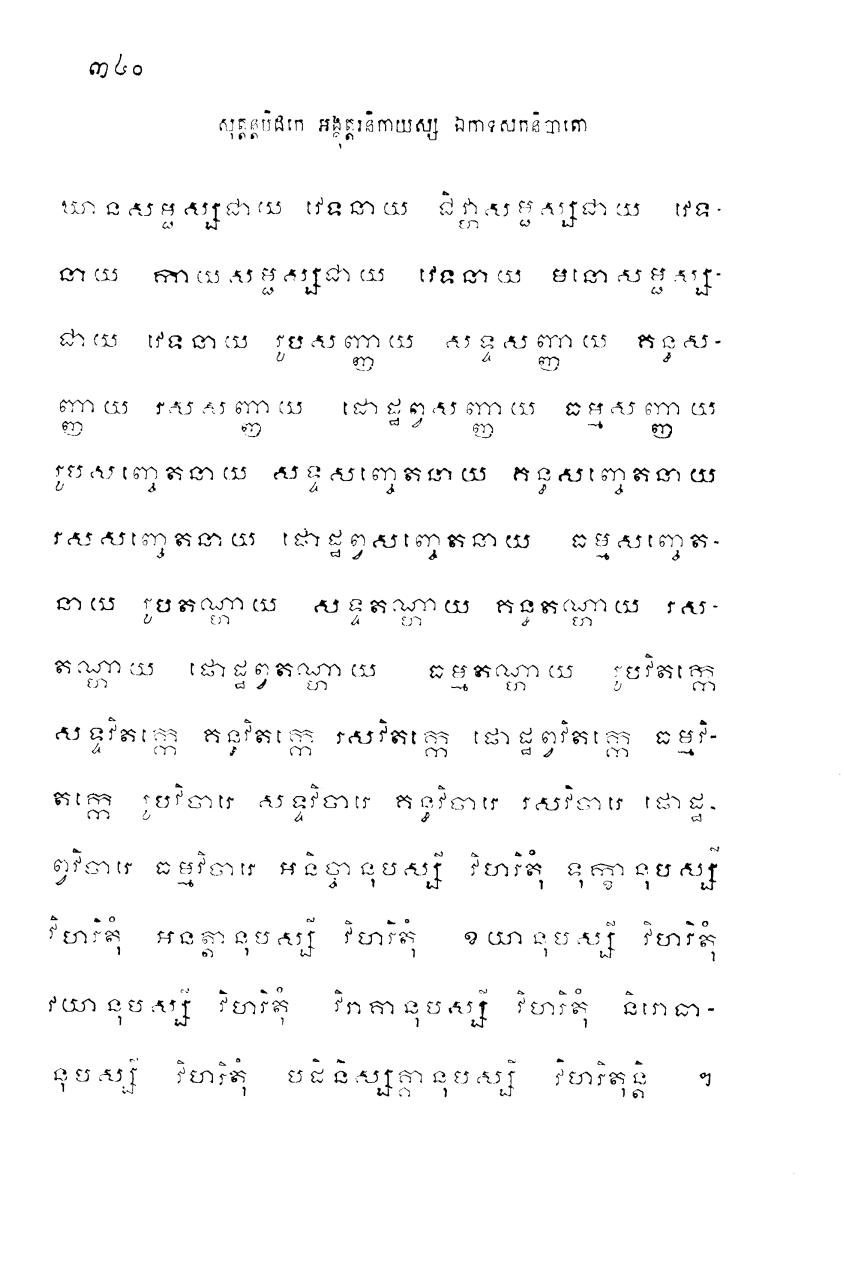 ៣៤០
សុត្តន្តបិដកេ អង្គុត្តរនិកាយស្ស ឯកាទសកនិបាតោ
ឃានសម្ផស្សជាយ វេទនាយ ជិវ្ហាសម្ផស្សជាយ វេទ-
នាយ កាយសម្ផស្សជាយ វេទនាយ មនោសម្ផស្ស-
ជាយ វេទនាយ រូបសញ្ញាយ សទ្ទសញ្ញាយ គន្ធស-
ញ្ញាយ រសសញ្ញាយ ផោដ្ឋព្វសញ្ញាយ ធម្មសញ្ញាយ
រូបសញ្ចេតនាយ សទ្ទសញ្ចេតនាយ គន្ធសញ្ចេតនាយ
រសសញ្ចេតនាយ ផោដ្ឋព្វសញ្ចេតនាយ ធម្មសញ្ចេត-
នាយ រូបតណ្ហាយ សទ្ទតណ្ហាយ គន្ធតណ្ហាយ រស-
តណ្ហាយ ផោដ្ឋព្វតណ្ហាយ ធម្មតណ្ហាយ រូបវិតក្កេ
សទ្ទវិតក្កេ គន្ធវិតក្កេ រសវិតក្កេ ផោដ្ឋព្វវិតក្កេ ធម្មវិ-
តក្កេ រូបវិចារេ សទ្ទវិចារេ គន្ធវិចារេ រសវិចារេ ផោដ្ឋ-
ព្វវិចារេ ធម្មវិចារេ អនិច្ចានុបស្សី វិហរិតុំ ទុក្ខានុបស្សី
វិហរិតុំ អនត្តានុបស្សី វិហរិតុំ ខយានុបស្សី វិហរិតុំ
វយានុបស្សី វិហរិតុំ វិរាគានុបស្សី វិហរិតុំ និរោធា-
នុបស្សី វិហរិតុំ បដិនិស្សគ្គានុបស្សី វិហរិតុន្តិ ។